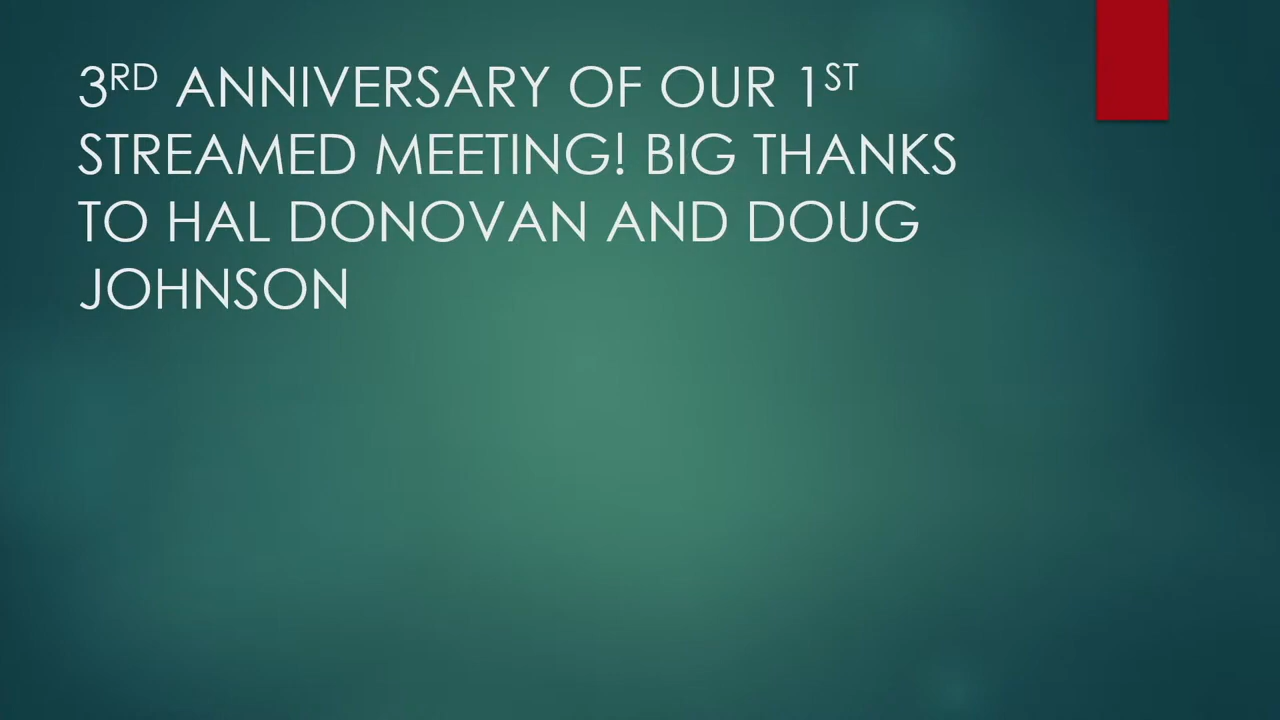 3RD ANNIVERSARY OF OUR 1ST
STREAMED MEETING! BIG THANKS
TO HAL DONOVAN AND DOUG
JOHNSON